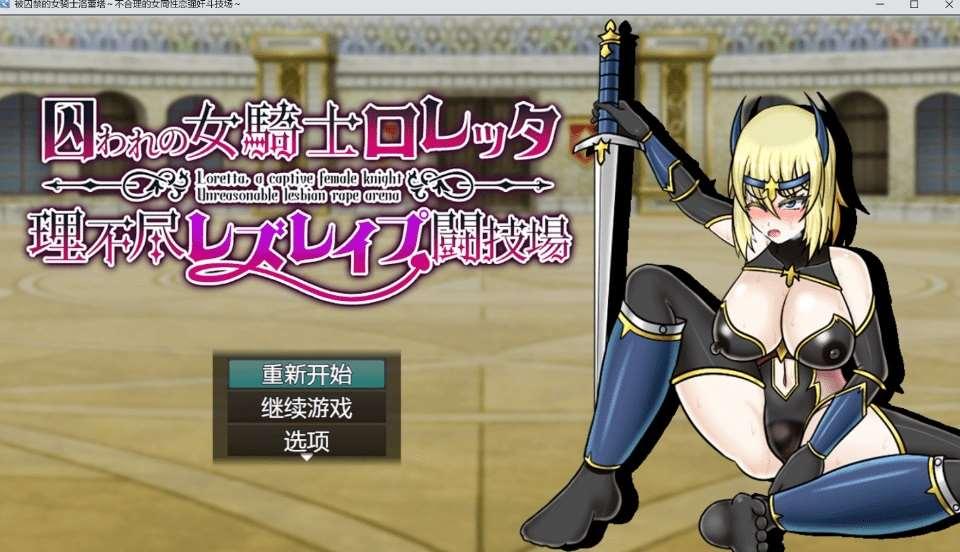 被囚禁的女骑士洛蕾塔～不合理的女同性恋强奸斗技场～
囚われの女騎士ロレッタ
Loretta, a captive female knight
Unreasonable lesbian rape arena
理不尽レズレイプ闘技場
重新开始
继续游戏
选项